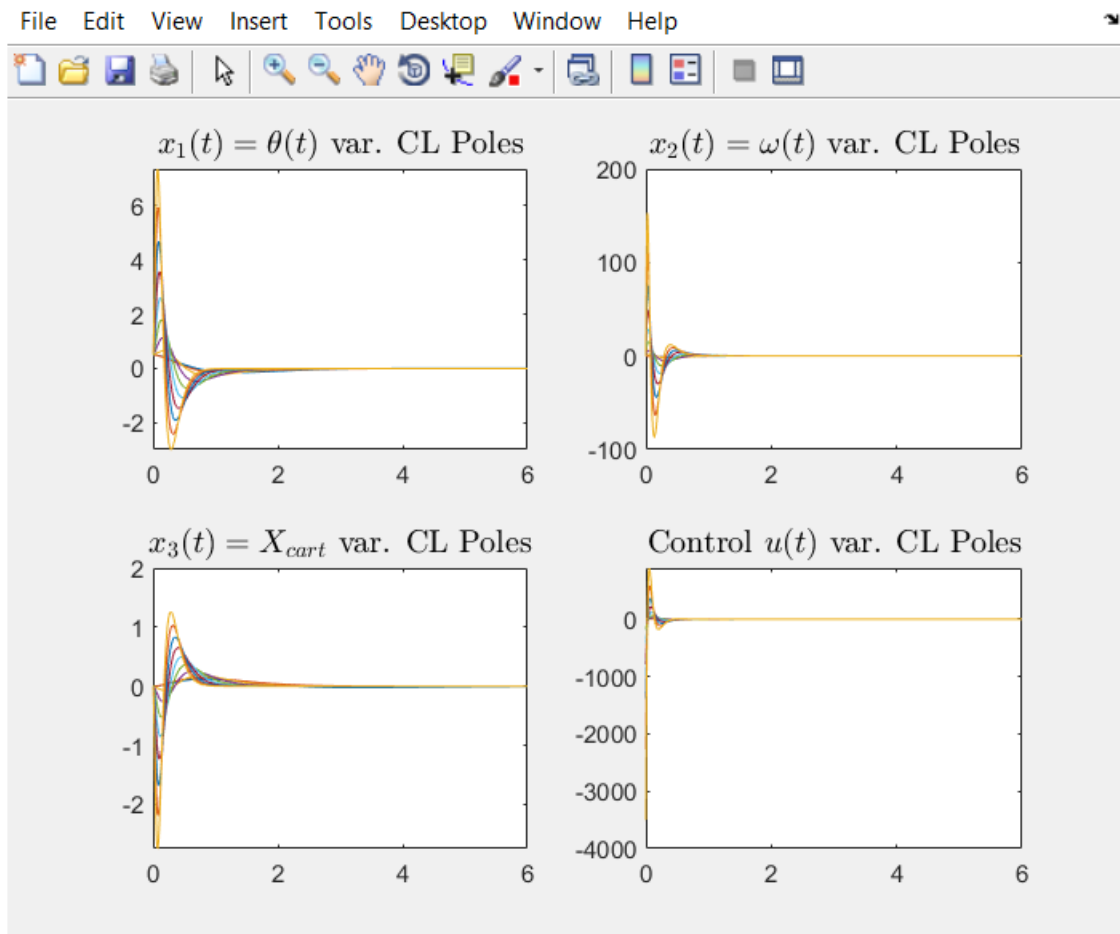 File Edit View Insert Tools Desktop Window Help
x₁(t) = θ(t) var. CL Poles
6
4
2
0
-2
0 2 4 6
x₂(t) = ω(t) var. CL Poles
200
100
0
-100
0 2 4 6
x₃(t) = X_cart var. CL Poles
2
1
0
-1
-2
0 2 4 6
Control u(t) var. CL Poles
0
-1000
-2000
-3000
-4000
0 2 4 6